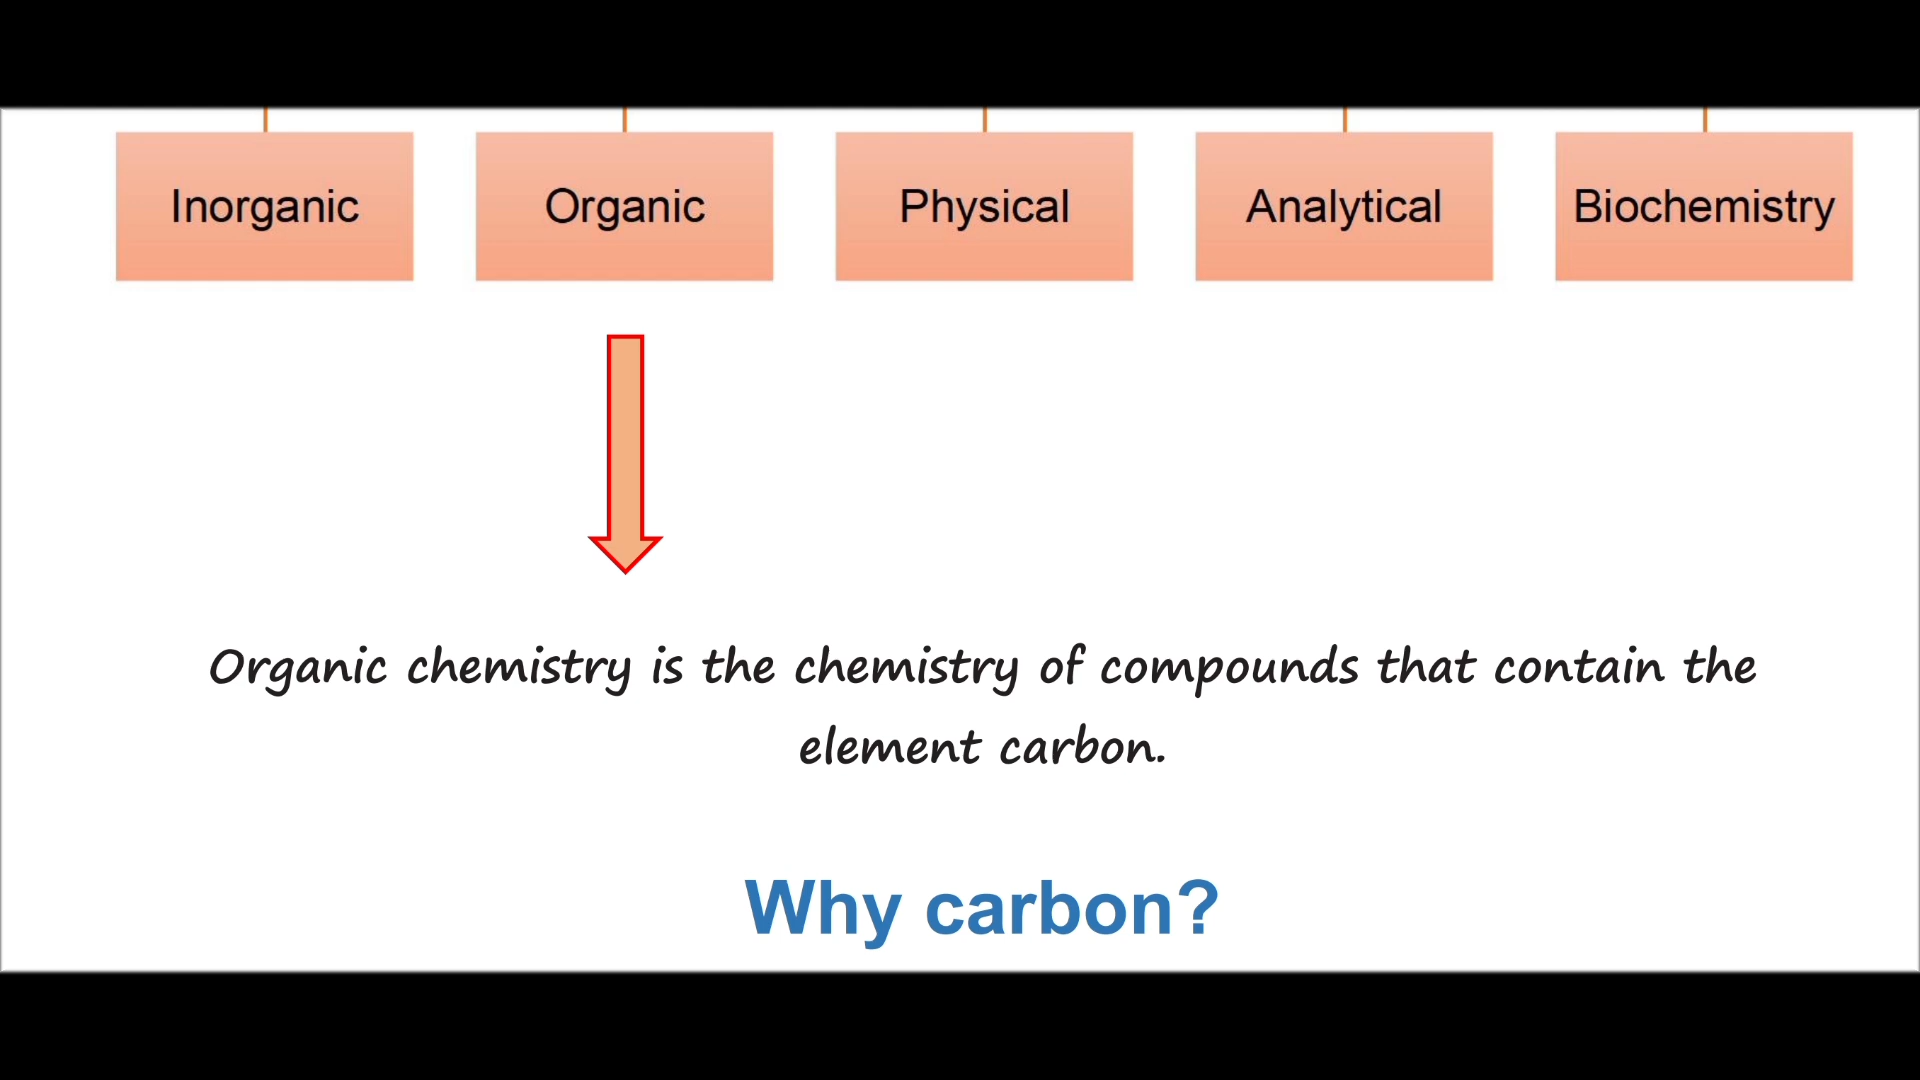 Inorganic Organic Physical Analytical Biochemistry
Organic chemistry is the chemistry of compounds that contain the
element carbon.
Why carbon?